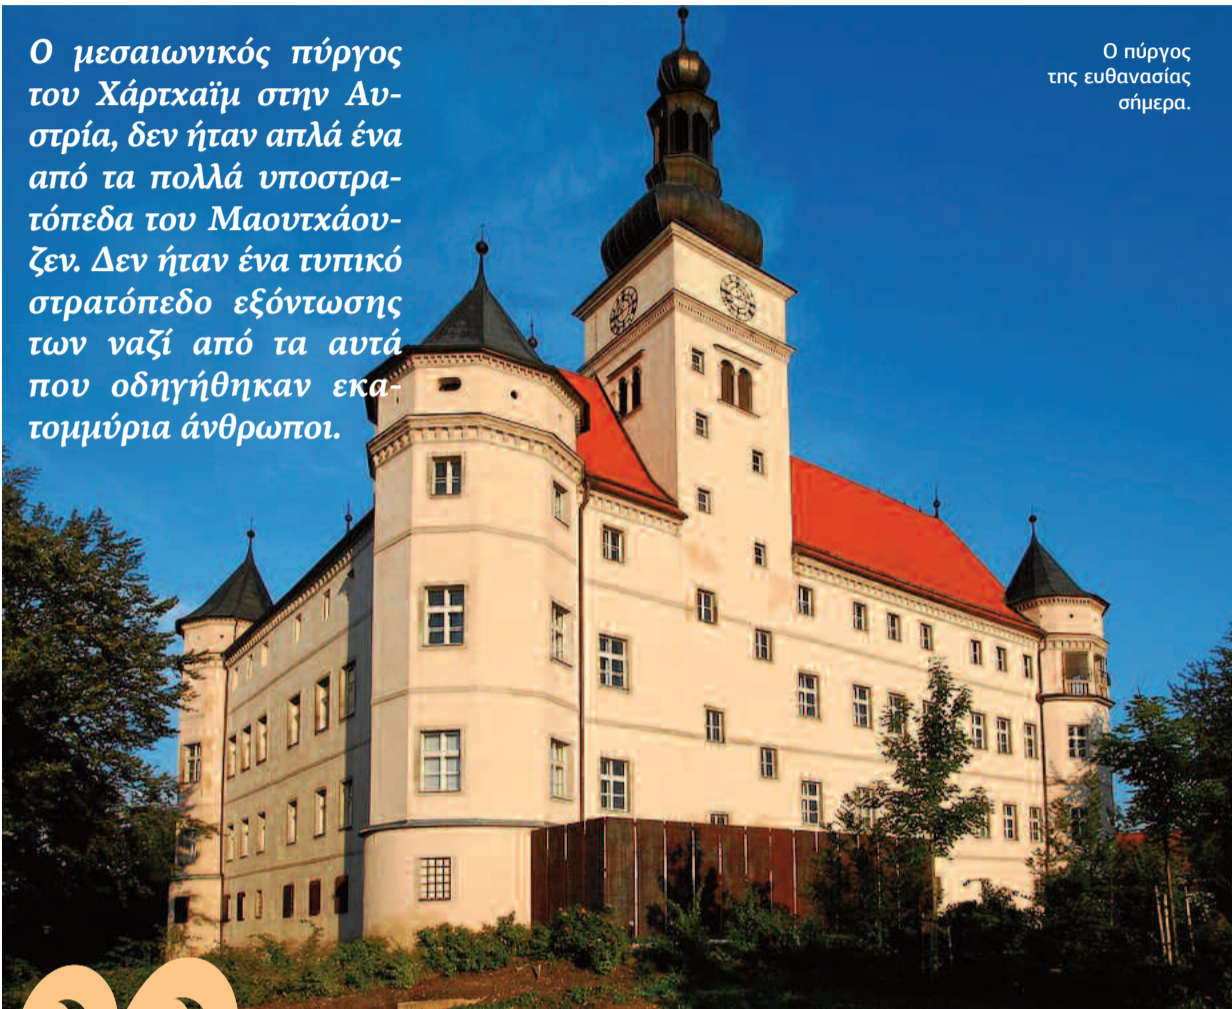 Ο μεσαιωνικός πύργος
του Χάρτχαϊμ στην Αυ-
στρία, δεν ήταν απλά ένα
από τα πολλά υποστρα-
τόπεδα του Μαουτχάου-
ζεν. Δεν ήταν ένα τυπικό
στρατόπεδο εξόντωσης
των ναζί από τα αυτά
που οδηγήθηκαν εκα-
τομμύρια άνθρωποι.
Ο πύργος
της ευθανασίας
σήμερα.